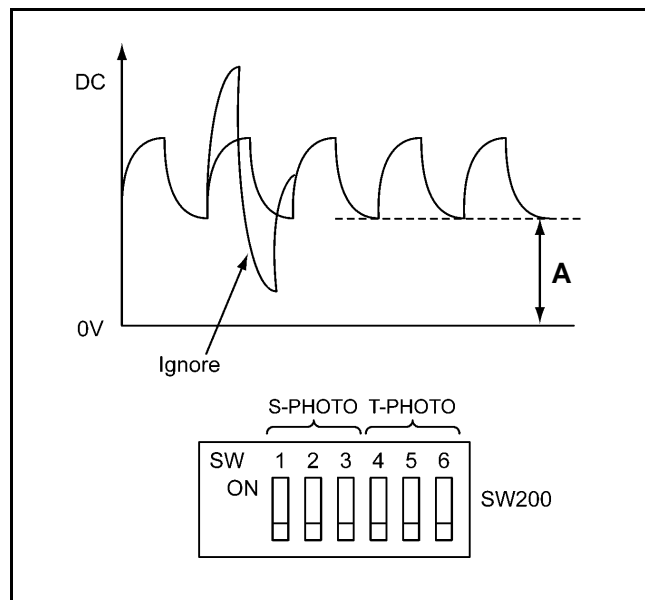 DC
A
0V
Ignore
S-PHOTO T-PHOTO
SW 1 2 3 4 5 6
ON
SW200